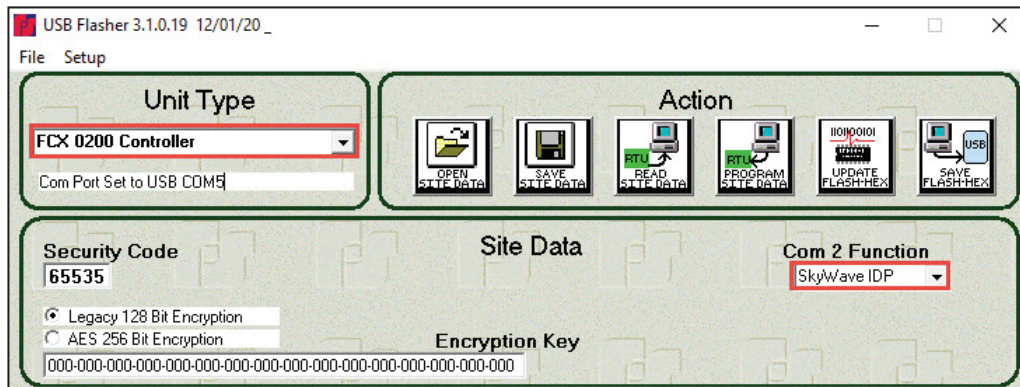 USB Flasher 3.1.0.19 12/01/20 _
File Setup
Unit Type
FCX 0200 Controller
Com Port Set to USB COM5
Action
OPEN
SITE DATA
SAVE
SITE DATA
RTU
READ
SITE DATA
RTU
PROGRAM
SITE DATA
110100101
UPDATE
FLASH-HEX
USB
SAVE
FLASH-HEX
Site Data
Security Code
65535
Com 2 Function
SkyWave IDP
Legacy 128 Bit Encryption
AES 256 Bit Encryption
Encryption Key
000-000-000-000-000-000-000-000-000-000-000-000-000-000-000-000